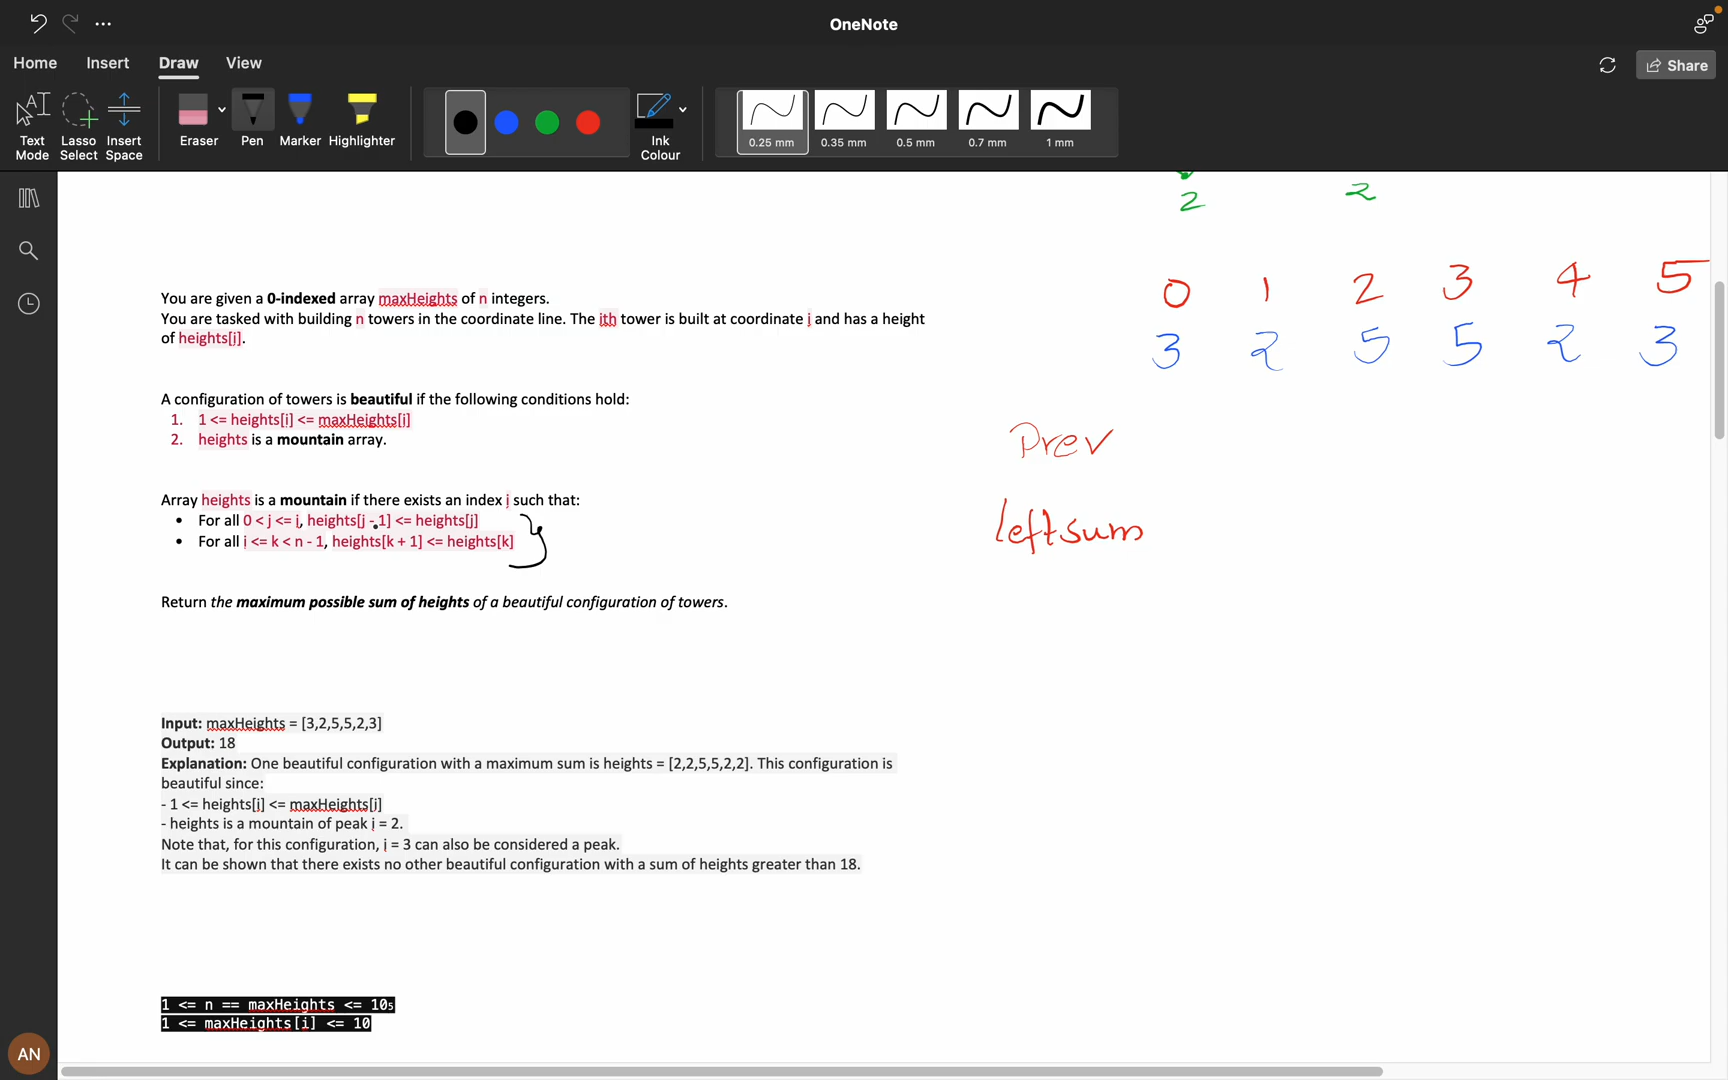 OneNote
Home Insert Draw View
Share
Text Mode
Lasso Select
Insert Space
Eraser
Pen
Marker
Highlighter
Ink Colour
0.25 mm
0.35 mm
0.5 mm
0.7 mm
1 mm
2 2
0 1 2 3 4 5
3 2 5 5 2 3
Prev
leftsum
You are given a 0-indexed array maxHeights of n integers.
You are tasked with building n towers in the coordinate line. The ith tower is built at coordinate i and has a height
of heights[i].
A configuration of towers is beautiful if the following conditions hold:
1. 1 <= heights[i] <= maxHeights[i]
2. heights is a mountain array.
Array heights is a mountain if there exists an index i such that:
• For all 0 < j <= i, heights[j - 1] <= heights[j]
• For all i <= k < n - 1, heights[k + 1] <= heights[k]
Return the maximum possible sum of heights of a beautiful configuration of towers.
Input: maxHeights = [3,2,5,5,2,3]
Output: 18
Explanation: One beautiful configuration with a maximum sum is heights = [2,2,5,5,2,2]. This configuration is
beautiful since:
- 1 <= heights[i] <= maxHeights[i]
- heights is a mountain of peak i = 2.
Note that, for this configuration, i = 3 can also be considered a peak.
It can be shown that there exists no other beautiful configuration with a sum of heights greater than 18.
1 <= n == maxHeights <= 105
1 <= maxHeights[i] <= 10
AN